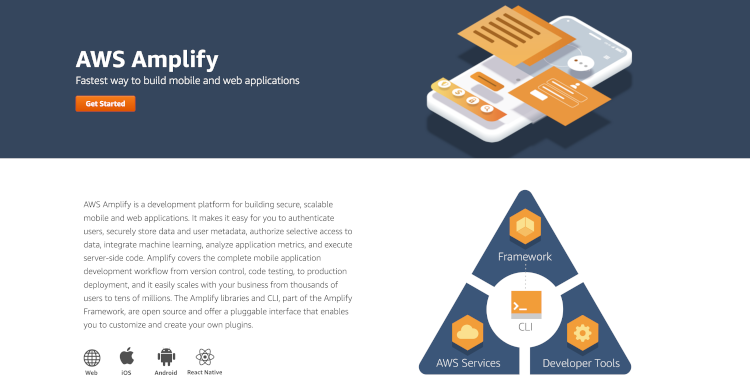 AWS Amplify
Fastest way to build mobile and web applications
Get Started
AWS Amplify is a development platform for building secure, scalable
mobile and web applications. It makes it easy for you to authenticate
users, securely store data and user metadata, authorize selective access to
data, integrate machine learning, analyze application metrics, and execute
server-side code. Amplify covers the complete mobile application
development workflow from version control, code testing, to production
deployment, and it easily scales with your business from thousands of
users to tens of millions. The Amplify libraries and CLI, part of the Amplify
Framework, are open source and offer a pluggable interface that enables
you to customize and create your own plugins.
Web
iOS
Android
React Native
Framework
CLI
AWS Services
Developer Tools